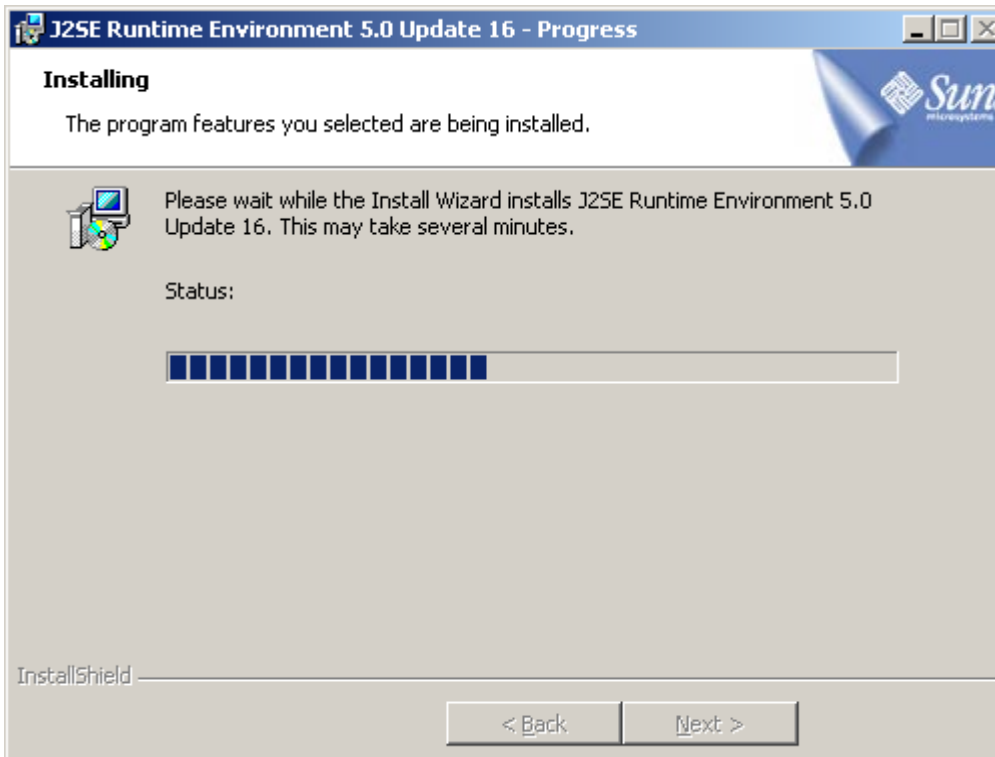 J2SE Runtime Environment 5.0 Update 16 - Progress
Installing
The program features you selected are being installed.
Sun
microsystems
Please wait while the Install Wizard installs J2SE Runtime Environment 5.0
Update 16. This may take several minutes.
Status:
InstallShield
< Back
Next >